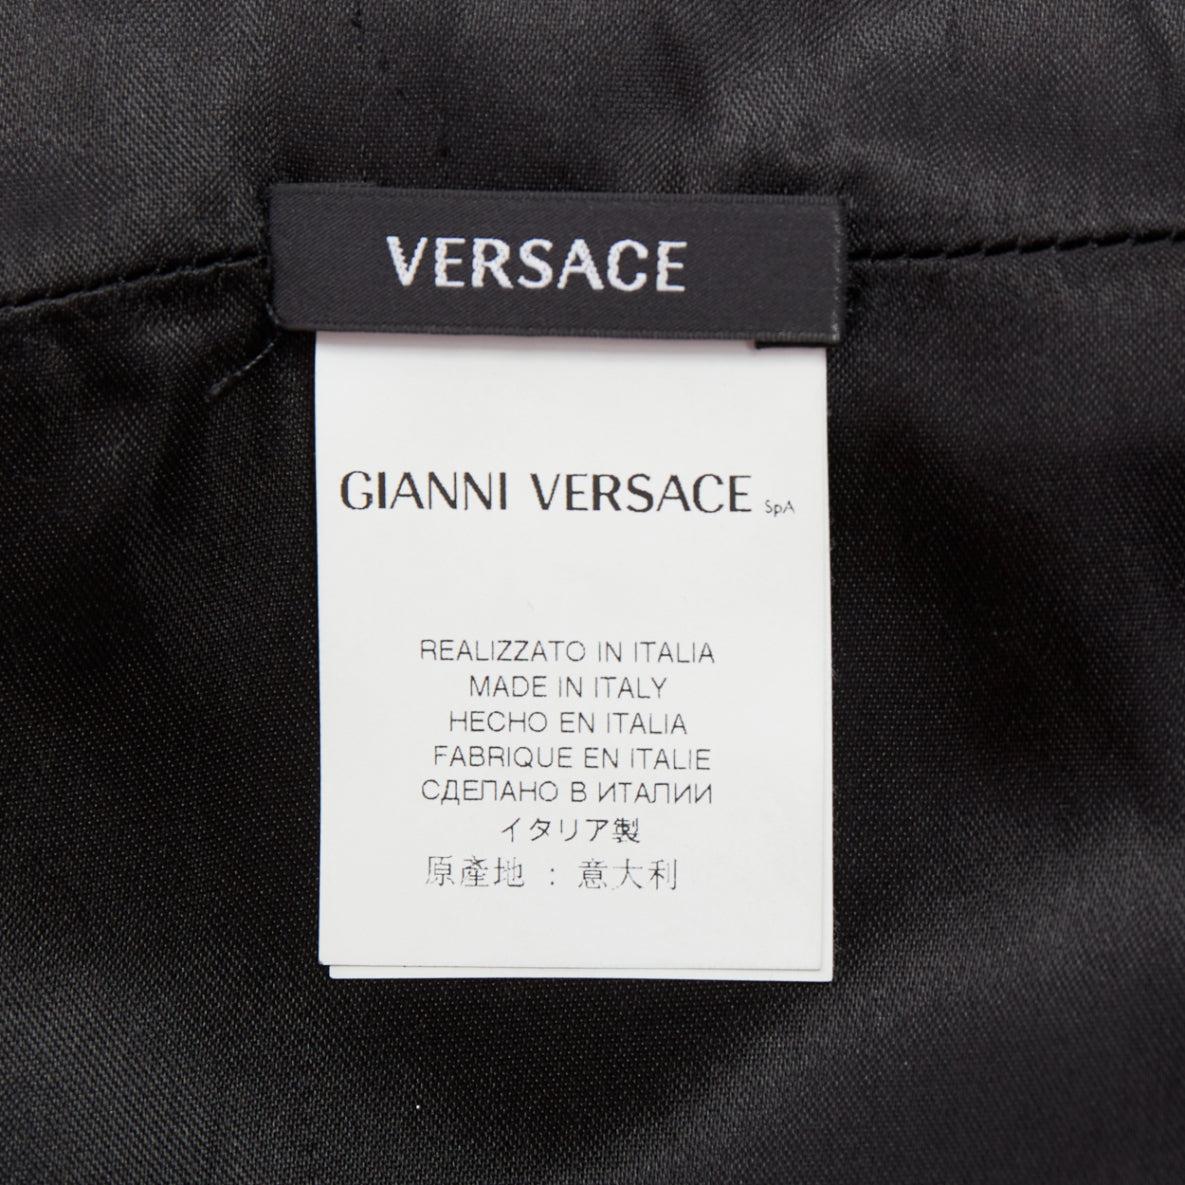 VERSACE
GIANNI VERSACE SpA
REALIZZATO IN ITALIA
MADE IN ITALY
HECHO EN ITALIA
FABRIQUE EN ITALIE
СДЕЛАНО В ИТАЛИИ
イタリア製
原產地 : 意大利